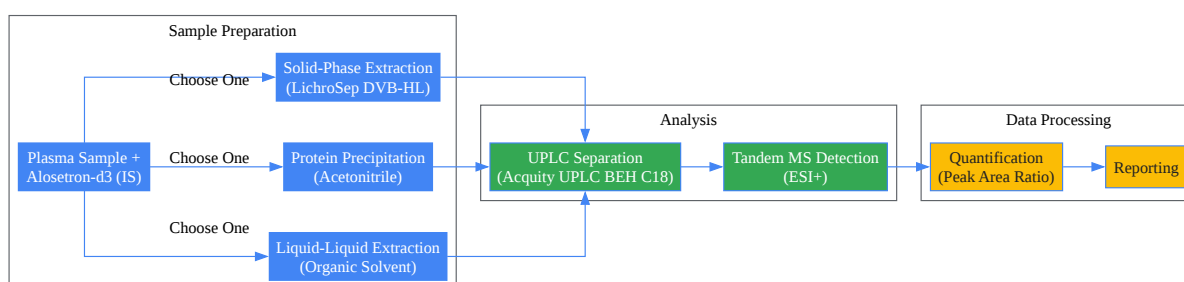 Sample Preparation
Choose One
Solid-Phase Extraction
(LichroSep DVB-HL)
Plasma Sample +
Alosetron-d3 (IS)
Choose One
Protein Precipitation
(Acetonitrile)
Choose One
Liquid-Liquid Extraction
(Organic Solvent)
Analysis
UPLC Separation
(Acquity UPLC BEH C18)
Tandem MS Detection
(ESI+)
Data Processing
Quantification
(Peak Area Ratio)
Reporting